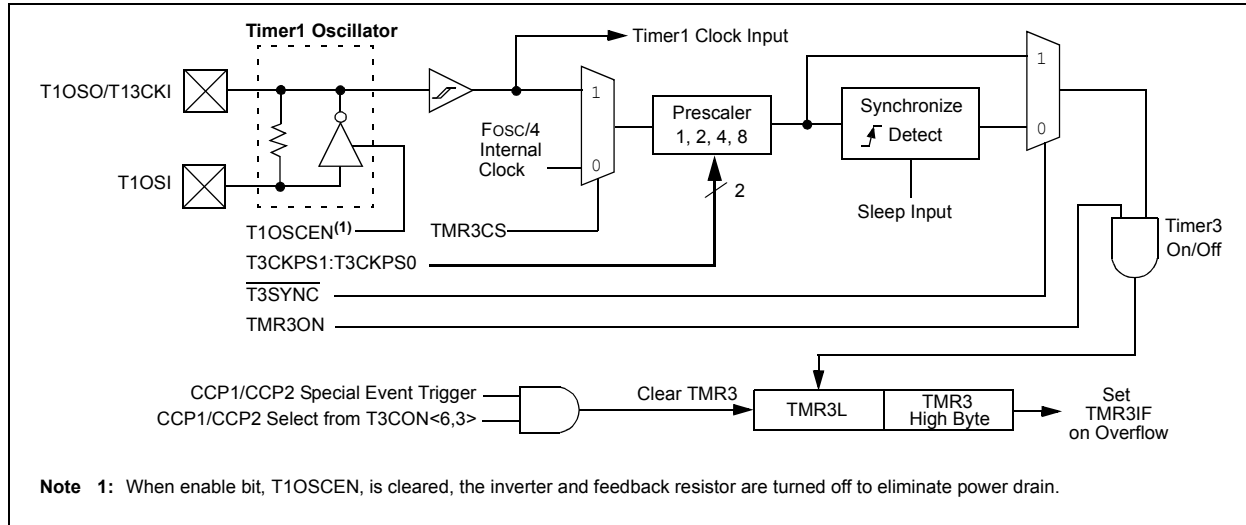 Timer1 Oscillator
Timer1 Clock Input
T1OSO/T13CKI
1
FOSC/4
Internal
Clock
0
Prescaler
1, 2, 4, 8
2
Synchronize
Detect
1
0
T1OSI
Sleep Input
T1OSCEN(1)
TMR3CS
Timer3
On/Off
T3CKPS1:T3CKPS0
T3SYNC
TMR3ON
CCP1/CCP2 Special Event Trigger
CCP1/CCP2 Select from T3CON<6,3>
Clear TMR3
TMR3L
TMR3
High Byte
Set
TMR3IF
on Overflow
Note 1: When enable bit, T1OSCEN, is cleared, the inverter and feedback resistor are turned off to eliminate power drain.